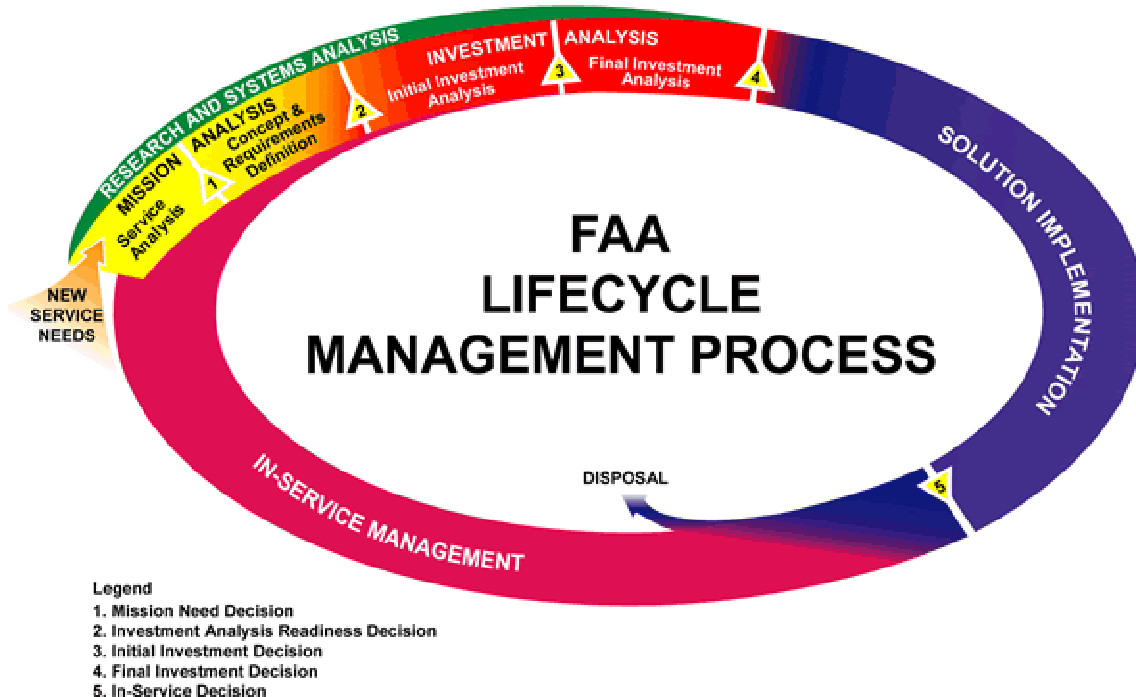 RESEARCH AND SYSTEMS ANALYSIS
MISSION ANALYSIS
Service
Analysis
1
Concept &
Requirements
Definition
2
INVESTMENT ANALYSIS
Initial Investment
Analysis
3
Final Investment
Analysis
4
SOLUTION IMPLEMENTATION
NEW
SERVICE
NEEDS
FAA
LIFECYCLE
MANAGEMENT PROCESS
5
DISPOSAL
IN-SERVICE MANAGEMENT
Legend
1. Mission Need Decision
2. Investment Analysis Readiness Decision
3. Initial Investment Decision
4. Final Investment Decision
5. In-Service Decision